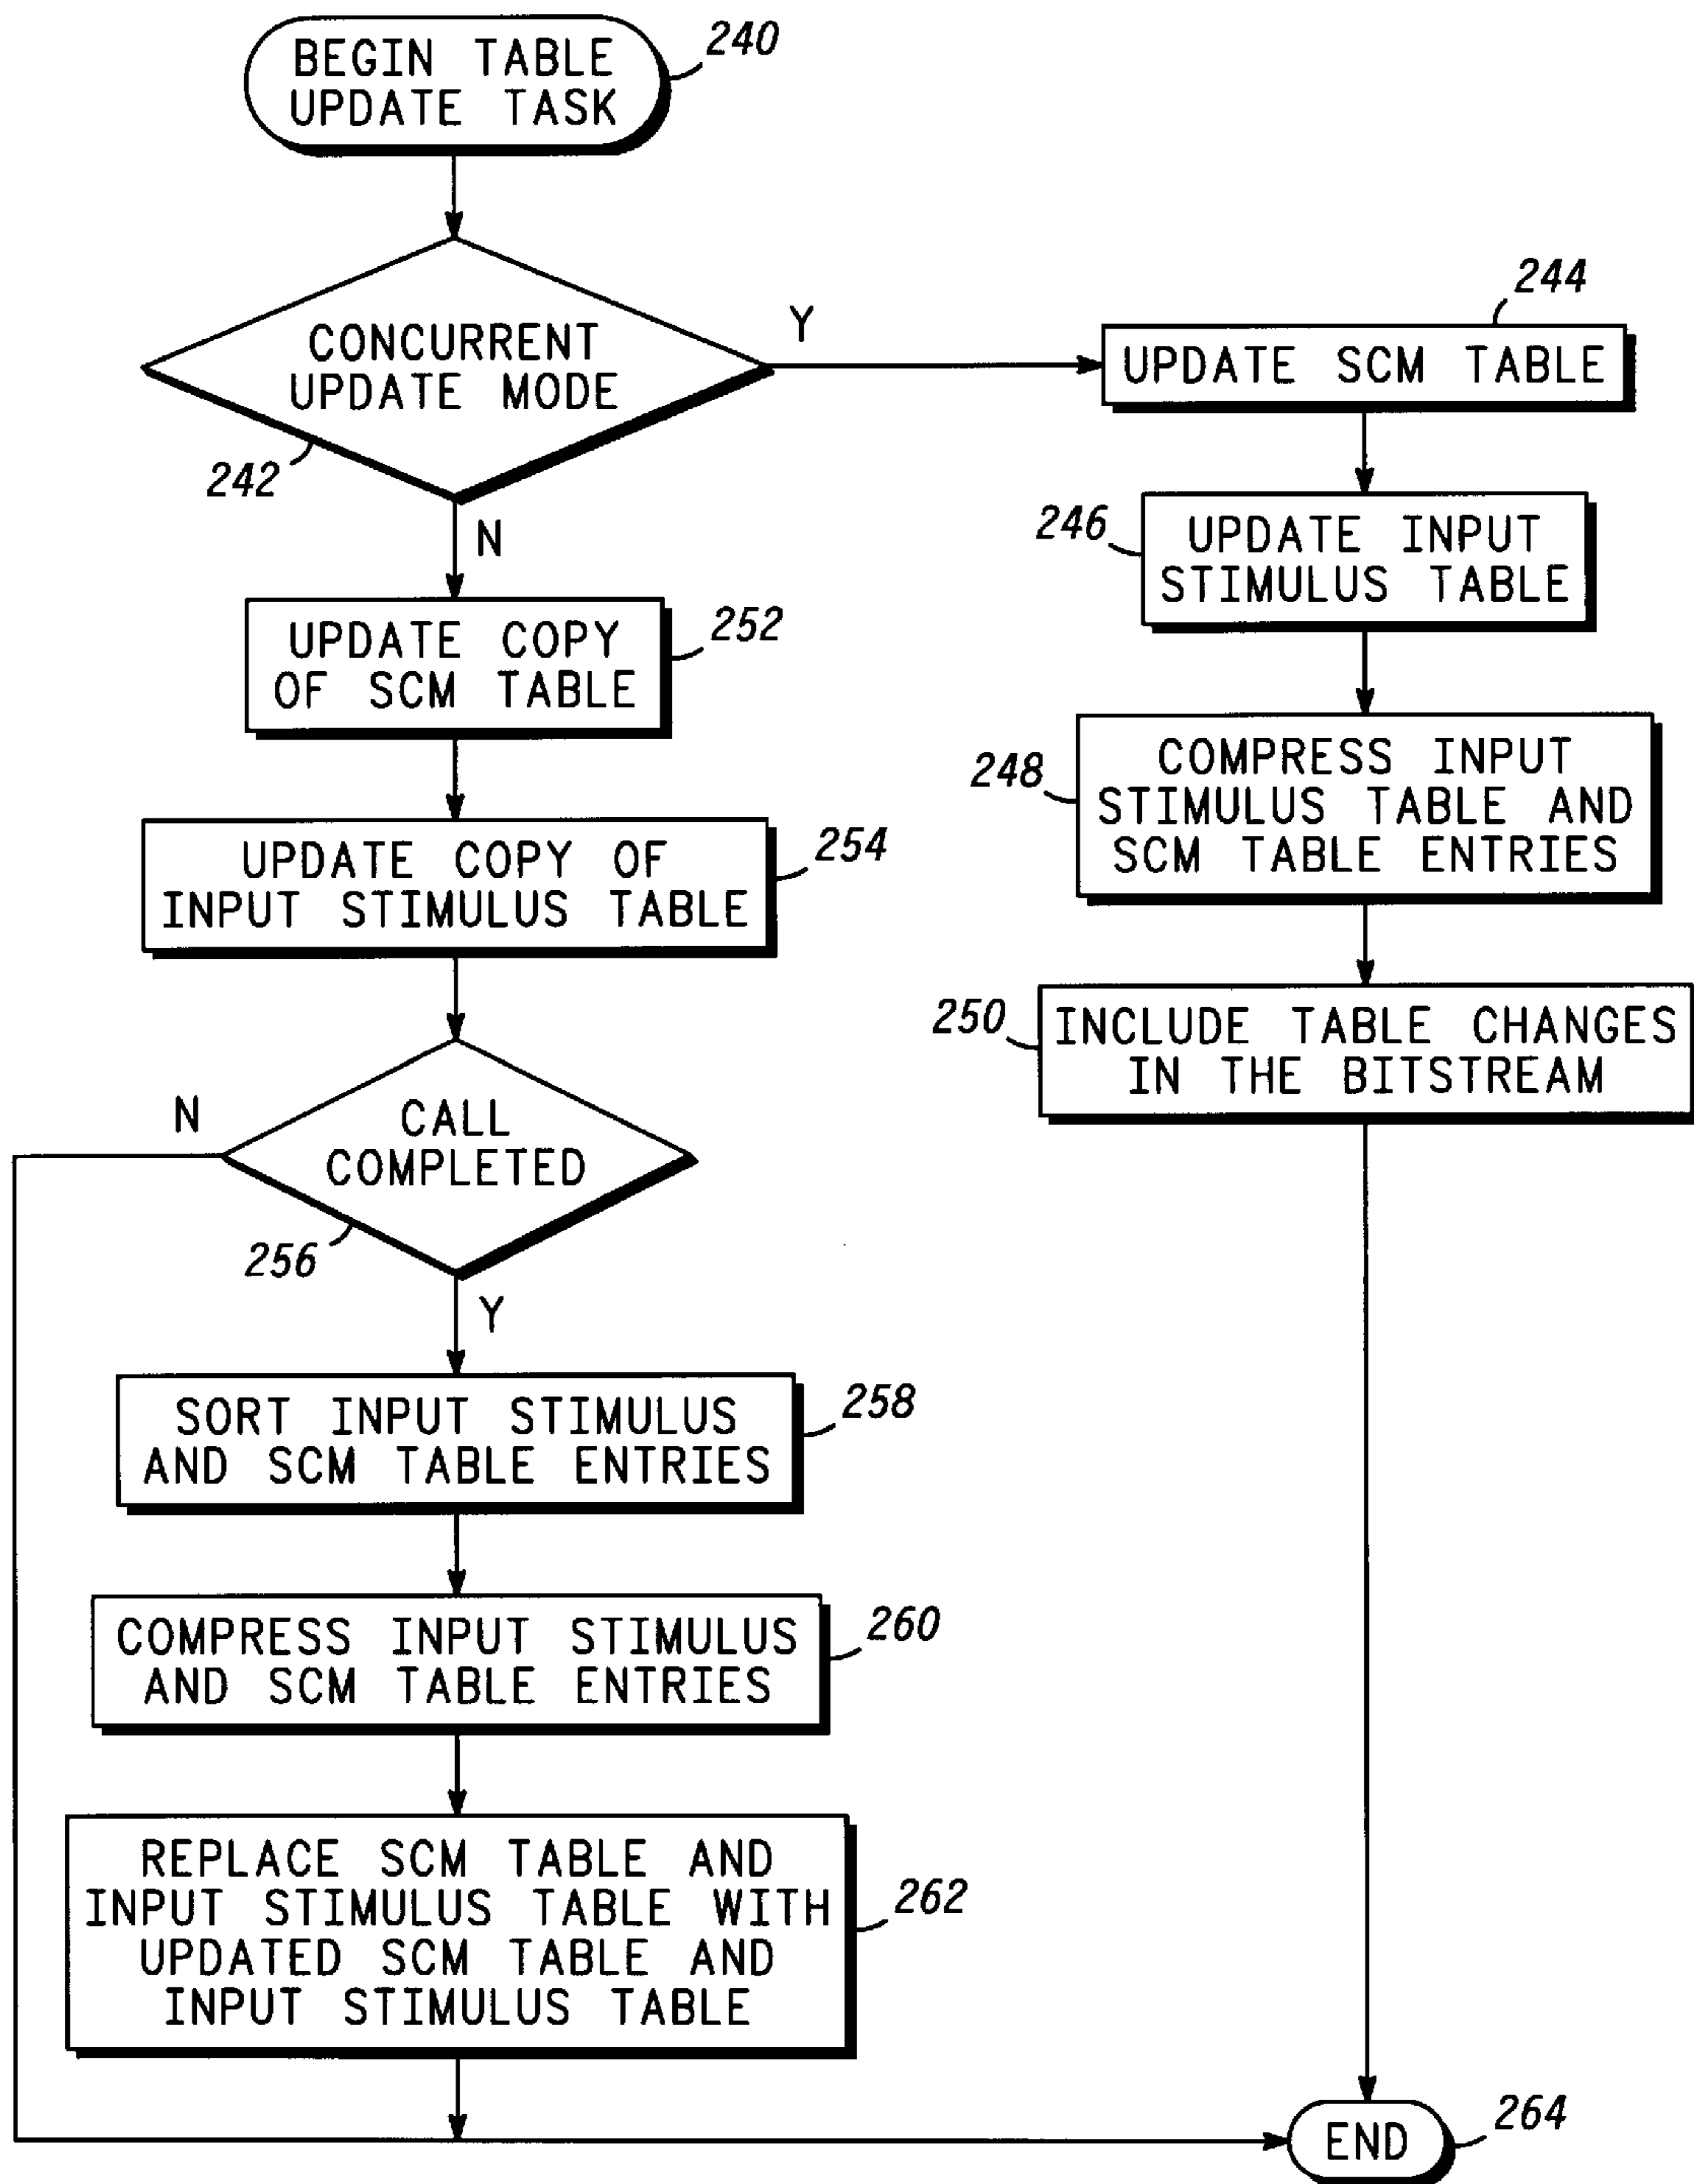 BEGIN TABLE
UPDATE TASK
240
CONCURRENT
UPDATE MODE
242
Y
N
244
UPDATE SCM TABLE
246
UPDATE INPUT
STIMULUS TABLE
248
COMPRESS INPUT
STIMULUS TABLE AND
SCM TABLE ENTRIES
250
INCLUDE TABLE CHANGES
IN THE BITSTREAM
UPDATE COPY
OF SCM TABLE
252
UPDATE COPY OF
INPUT STIMULUS TABLE
254
CALL
COMPLETED
256
N
Y
SORT INPUT STIMULUS
AND SCM TABLE ENTRIES
258
COMPRESS INPUT STIMULUS
AND SCM TABLE ENTRIES
260
REPLACE SCM TABLE AND
INPUT STIMULUS TABLE WITH
UPDATED SCM TABLE AND
INPUT STIMULUS TABLE
262
END
264